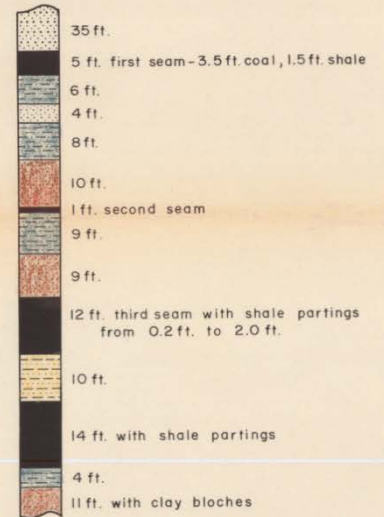 35 ft.
5 ft. first seam-3.5 ft. coal, 1.5 ft. shale
6 ft.
4 ft.
8 ft.
10 ft.
1 ft. second seam
9 ft.
9 ft.
12 ft. third seam with shale partings
from 0.2 ft. to 2.0 ft.
10 ft.
14 ft. with shale partings
4 ft.
11 ft. with clay bloches